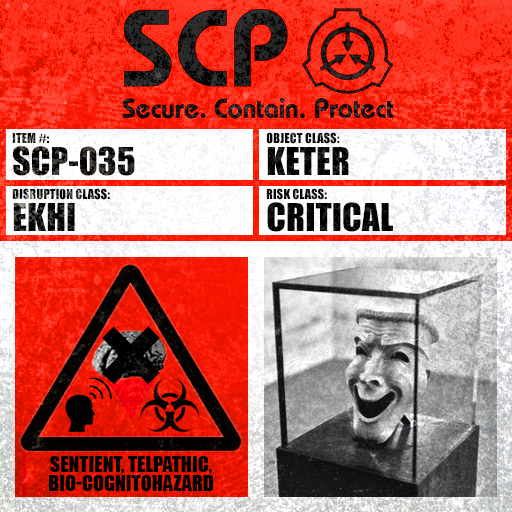 SCP
Secure. Contain. Protect
ITEM #:
SCP-035
OBJECT CLASS:
KETER
DISRUPTION CLASS:
EKHI
RISK CLASS:
CRITICAL
SENTIENT, TELPATHIC,
BIO-COGNITOHAZARD